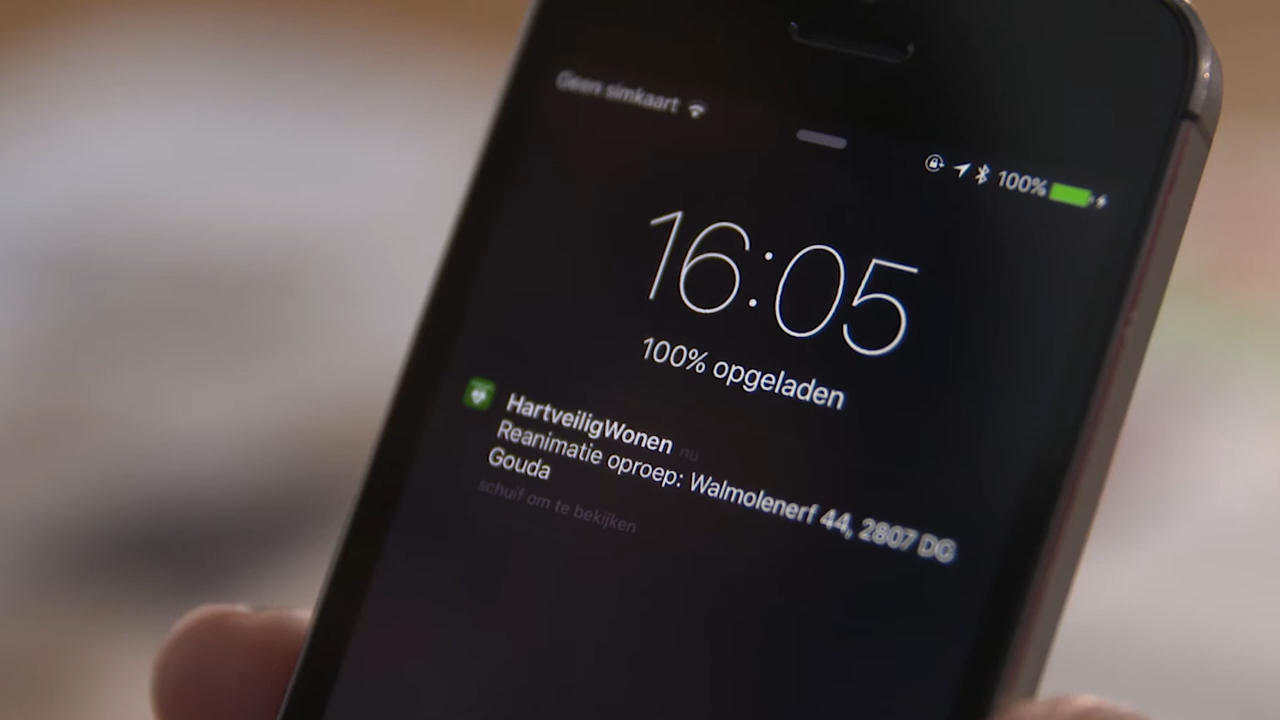 Geen simkaart
100%
16:05
100% opgeladen
HartveiligWonen nu
Reanimatie oproep: Walmolenerf 44, 2807 DG
Gouda
schuif om te bekijken